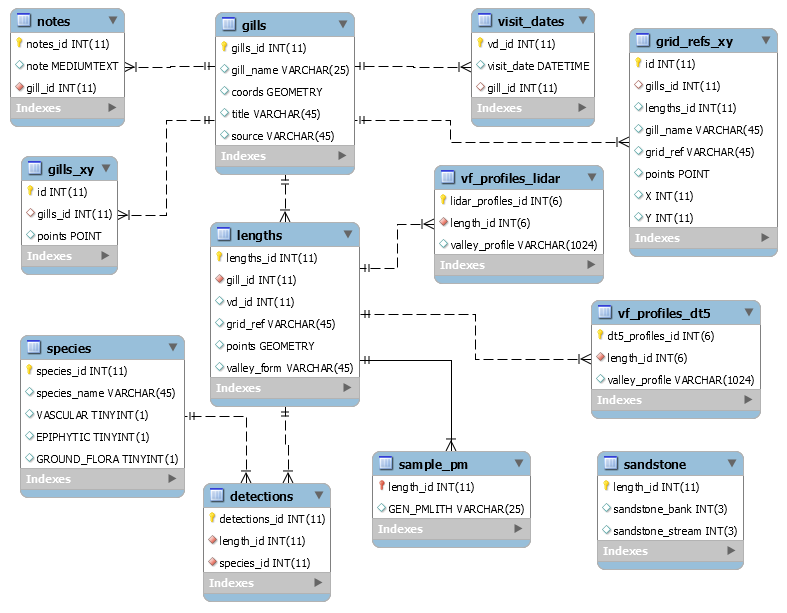 notes
notes_id INT(11)
note MEDIUMTEXT
gill_id INT(11)
Indexes
gills
gills_id INT(11)
gill_name VARCHAR(25)
coords GEOMETRY
title VARCHAR(45)
source VARCHAR(45)
Indexes
visit_dates
vd_id INT(11)
visit_date DATETIME
gill_id INT(11)
Indexes
grid_refs_xy
id INT(11)
gills_id INT(11)
lengths_id INT(11)
gill_name VARCHAR(45)
grid_ref VARCHAR(45)
points POINT
X INT(11)
Y INT(11)
Indexes
gills_xy
id INT(11)
gills_id INT(11)
points POINT
Indexes
vf_profiles_lidar
lidar_profiles_id INT(6)
length_id INT(6)
valley_profile VARCHAR(1024)
Indexes
lengths
lengths_id INT(11)
gill_id INT(11)
vd_id INT(11)
grid_ref VARCHAR(45)
points GEOMETRY
valley_form VARCHAR(45)
Indexes
vf_profiles_dt5
dt5_profiles_id INT(6)
length_id INT(6)
valley_profile VARCHAR(1024)
Indexes
species
species_id INT(11)
species_name VARCHAR(45)
VASCULAR TINYINT(1)
EPIPHYTIC TINYINT(1)
GROUND_FLORA TINYINT(1)
Indexes
detections
detections_id INT(11)
length_id INT(11)
species_id INT(11)
Indexes
sample_pm
length_id INT(11)
GEN_PMLITH VARCHAR(25)
Indexes
sandstone
length_id INT(11)
sandstone_bank INT(3)
sandstone_stream INT(3)
Indexes